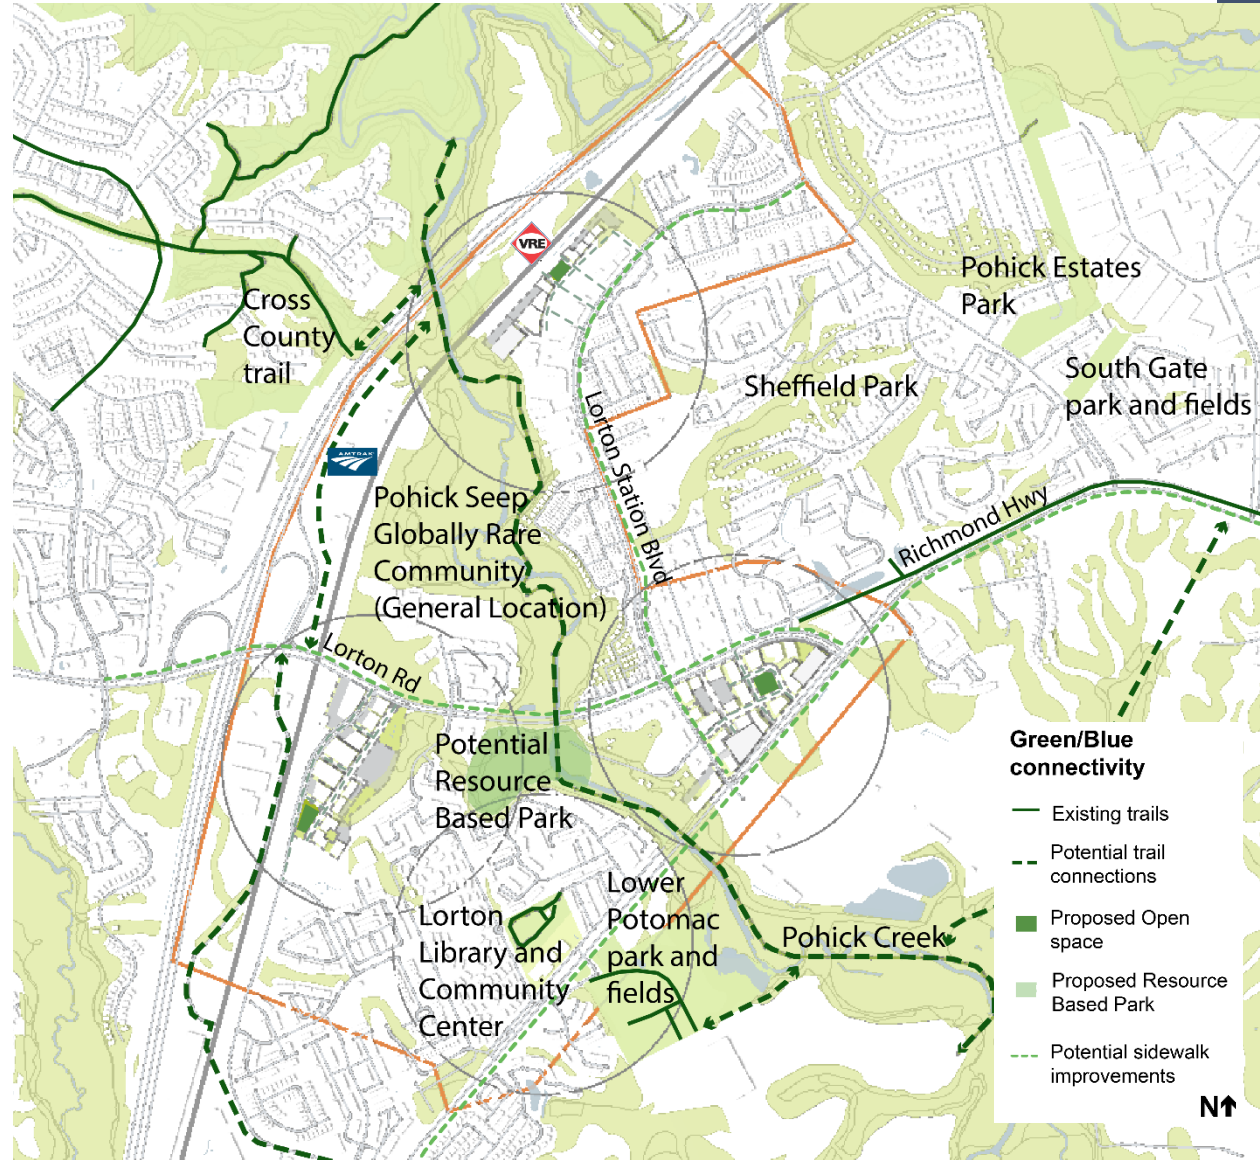 VRE
Cross
County
trail
Pohick Estates
Park
South Gate
park and fields
Sheffield Park
Lorton Station Blvd
AMTRAK
Pohick Seep
Globally Rare
Community
(General Location)
Richmond Hwy
Lorton Rd
Potential
Resource
Based Park
Lorton
Library and
Community
Center
Lower
Potomac
park and
fields
Pohick Creek
Green/Blue
connectivity
Existing trails
Potential trail
connections
Proposed Open
space
Proposed Resource
Based Park
Potential sidewalk
improvements
N